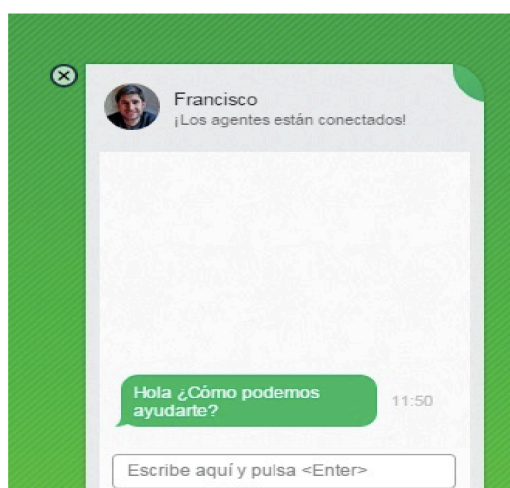 Francisco
¡Los agentes están conectados!
Hola ¿Cómo podemos
ayudarte?
11:50
Escribe aquí y pulsa <Enter>